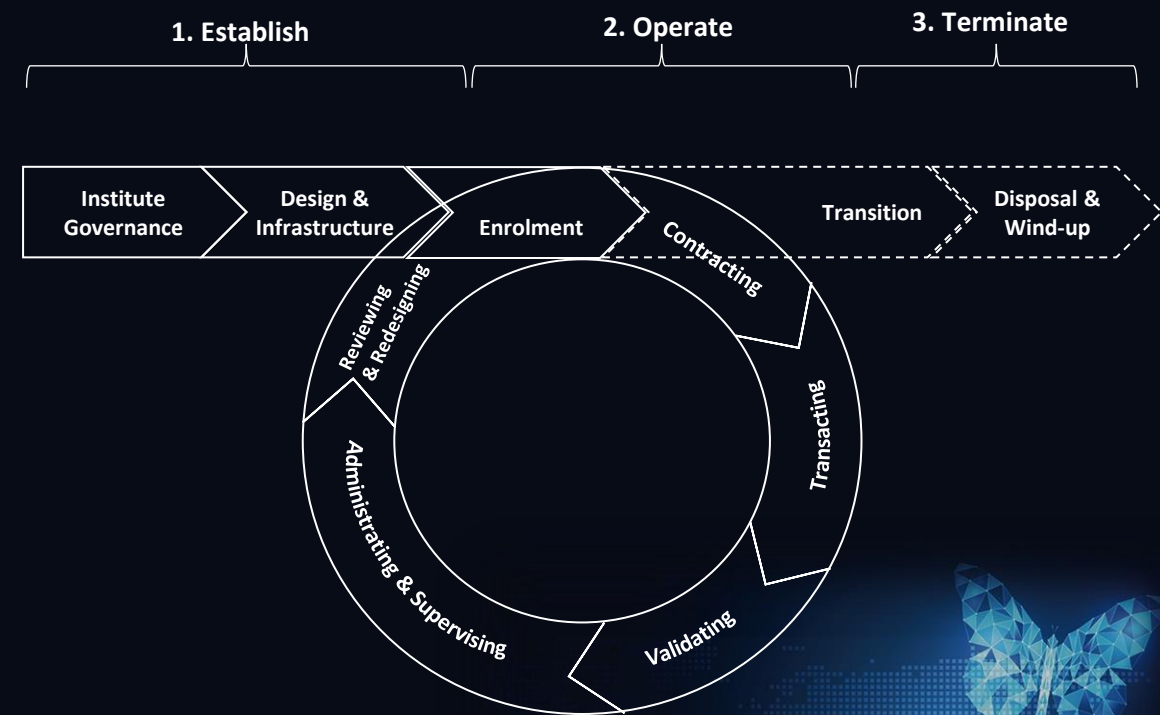 1. Establish
2. Operate
3. Terminate
Institute
Governance
Design &
Infrastructure
Enrolment
Contracting
Transition
Disposal &
Wind-up
Reviewing
& Redesigning
Transacting
Administrating & Supervising
Validating